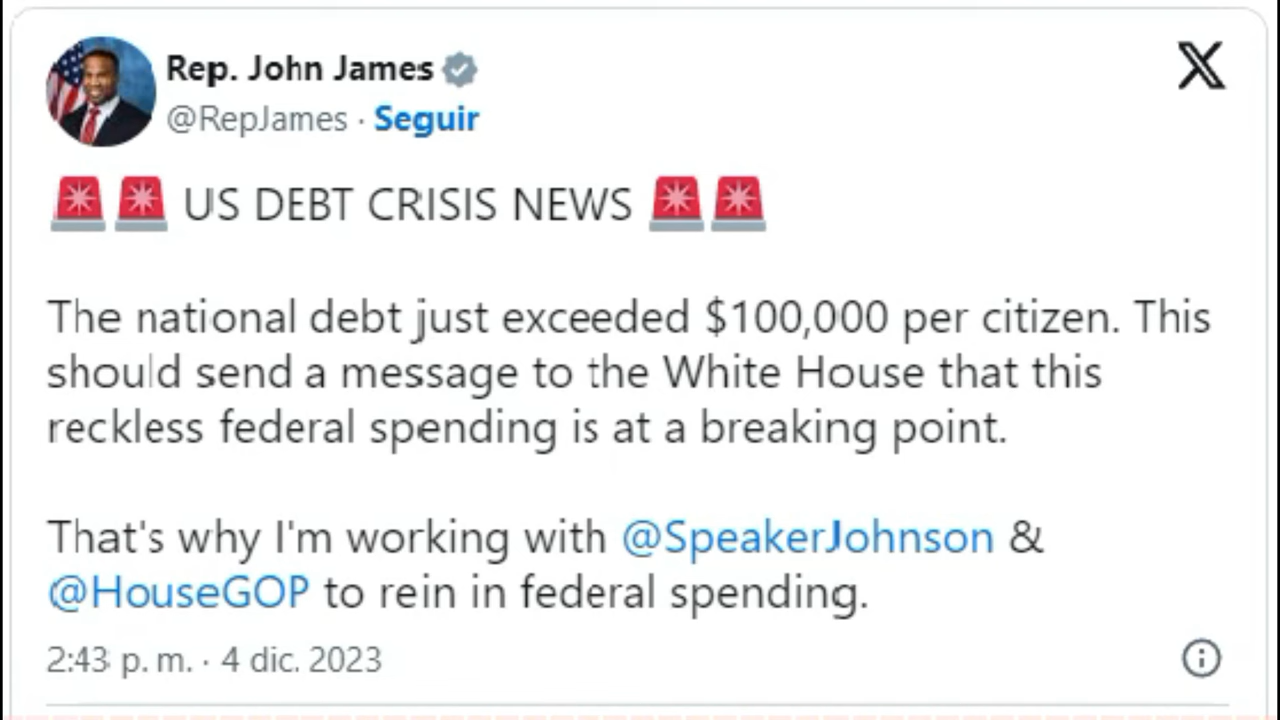 Rep. John James
@RepJames · Seguir
🚨🚨 US DEBT CRISIS NEWS 🚨🚨
The national debt just exceeded $100,000 per citizen. This
should send a message to the White House that this
reckless federal spending is at a breaking point.
That's why I'm working with @SpeakerJohnson &
@HouseGOP to rein in federal spending.
2:43 p. m. · 4 dic. 2023